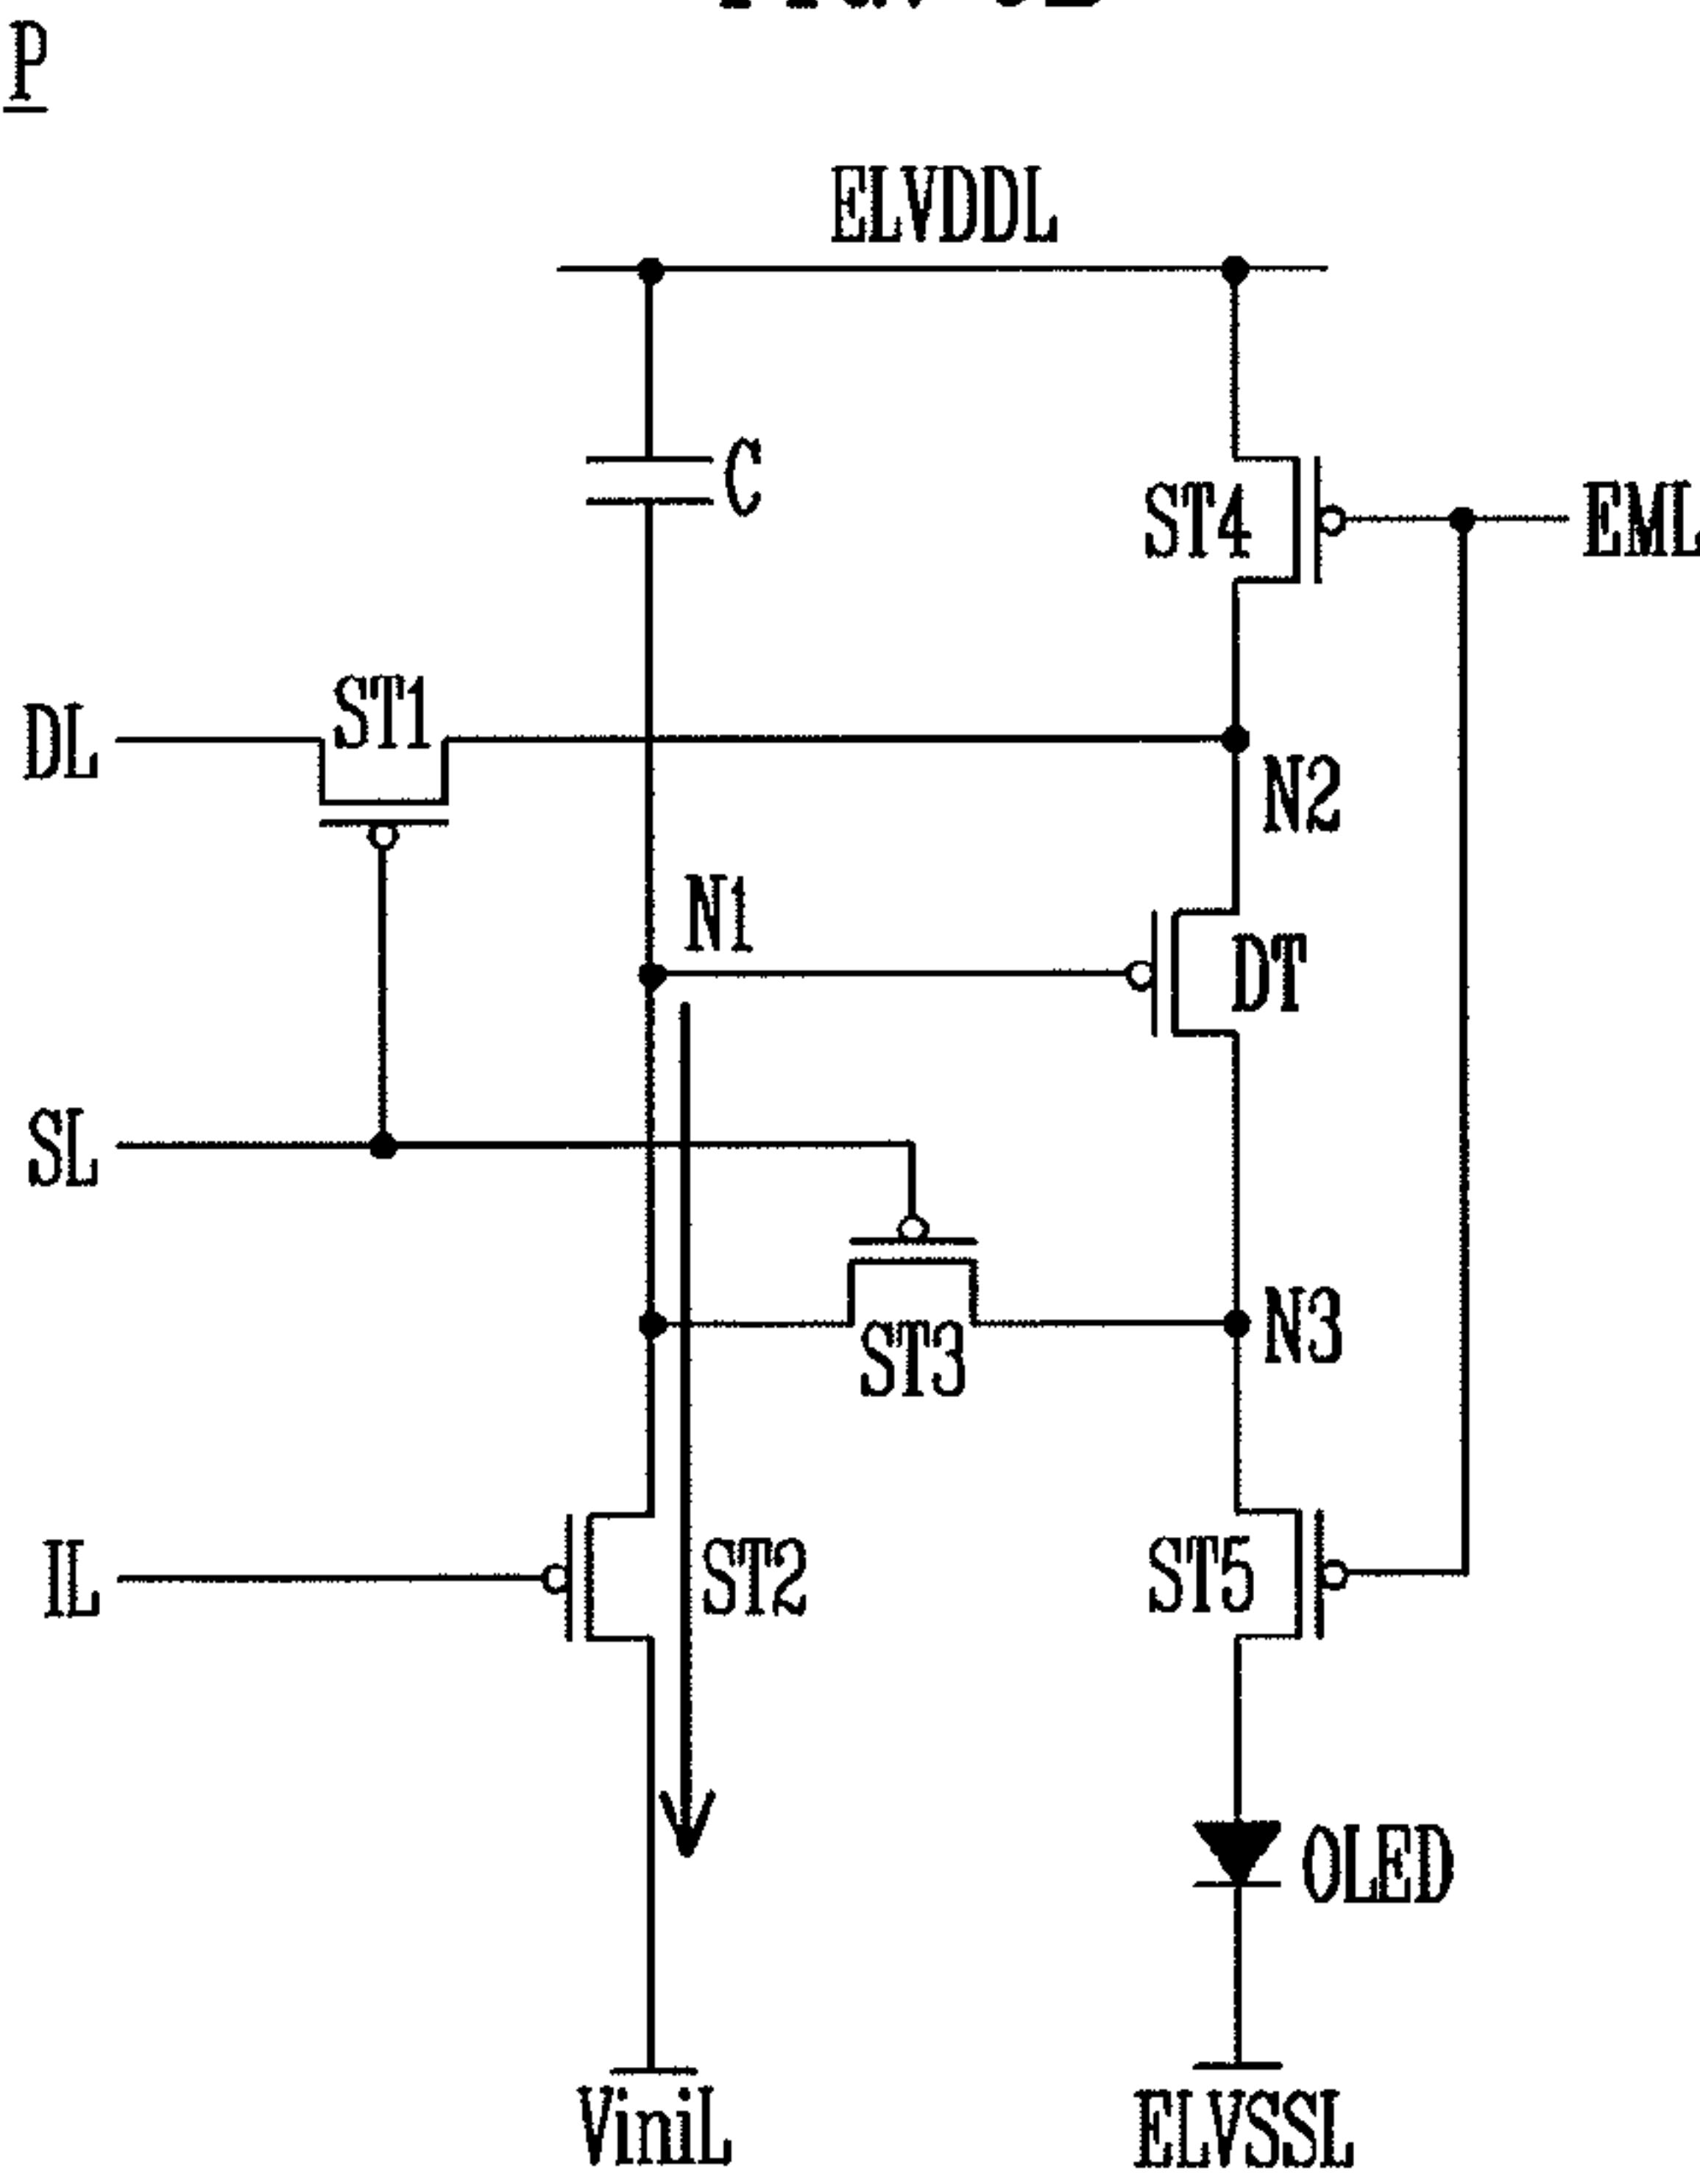 P
ELVDDL
C
ST4
EML
ST1
DL
N2
N1
DT
SL
N3
ST3
IL
ST2
ST5
OLED
ViniL
ELVSSL